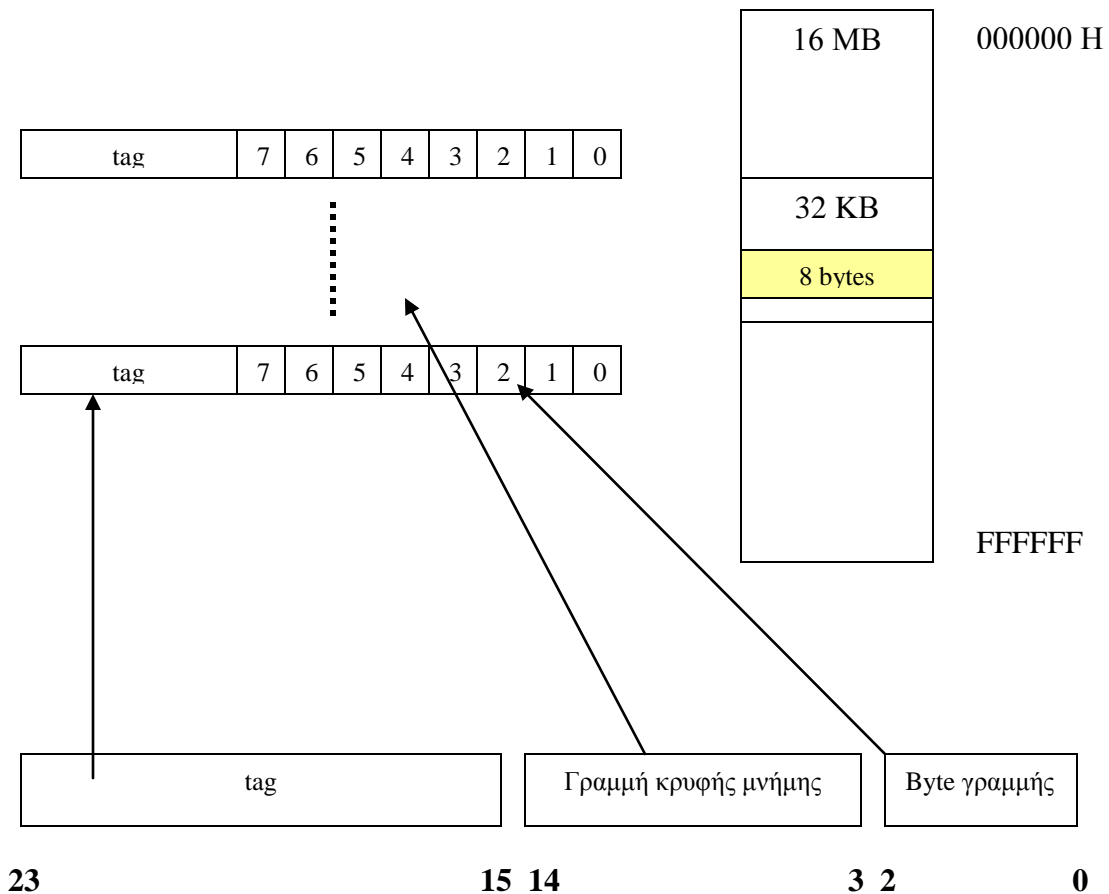 16 MB 000000 H
tag 7 6 5 4 3 2 1 0
32 KB
8 bytes
tag 7 6 5 4 3 2 1 0
FFFFFF
tag Γραμμή κρυφής μνήμης Byte γραμμής
23 15 14 3 2 0